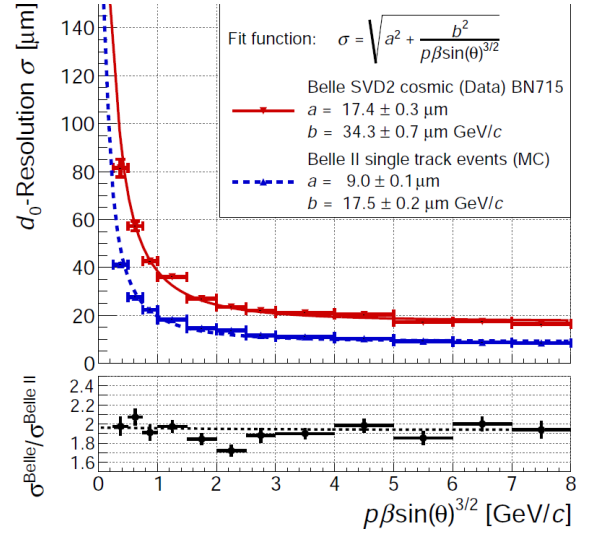 d₀-Resolution σ [μm]
140
120
100
80
60
40
20
0
Fit function: σ = √(a² + b²/(pβsin(θ)^3/2))
Belle SVD2 cosmic (Data) BN715
a = 17.4 ± 0.3 μm
b = 34.3 ± 0.7 μm GeV/c
Belle II single track events (MC)
a = 9.0 ± 0.1 μm
b = 17.5 ± 0.2 μm GeV/c
σ^Belle/σ^Belle II
2.4
2.2
2
1.8
1.6
0 1 2 3 4 5 6 7 8
pβsin(θ)^3/2 [GeV/c]